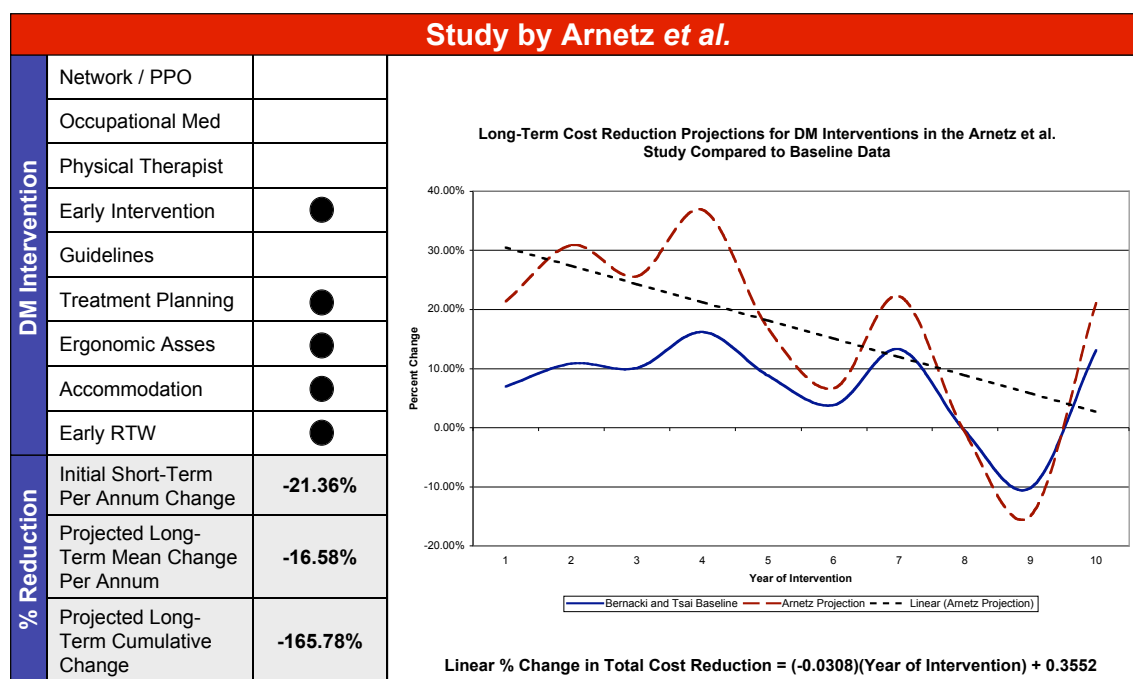 Study by Arnetz et al.
DM Intervention
Network / PPO
Occupational Med
Physical Therapist
Early Intervention
Guidelines
Treatment Planning
Ergonomic Asses
Accommodation
Early RTW
% Reduction
Initial Short-Term
Per Annum Change
-21.36%
Projected Long-
Term Mean Change
Per Annum
-16.58%
Projected Long-
Term Cumulative
Change
-165.78%
Long-Term Cost Reduction Projections for DM Interventions in the Arnetz et al.
Study Compared to Baseline Data
Percent Change
40.00%
30.00%
20.00%
10.00%
0.00%
-10.00%
-20.00%
1 2 3 4 5 6 7 8 9 10
Year of Intervention
Bernacki and Tsai Baseline Arnetz Projection Linear (Arnetz Projection)
Linear % Change in Total Cost Reduction = (-0.0308)(Year of Intervention) + 0.3552